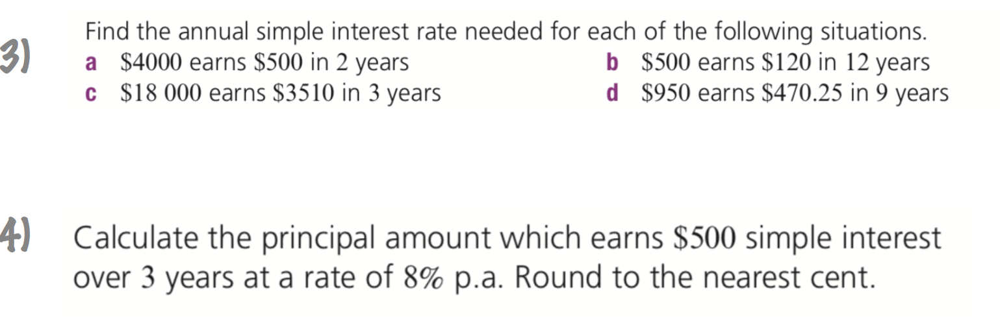 3) Find the annual simple interest rate needed for each of the following situations.
a $4000 earns $500 in 2 years b $500 earns $120 in 12 years
c $18 000 earns $3510 in 3 years d $950 earns $470.25 in 9 years
4) Calculate the principal amount which earns $500 simple interest
over 3 years at a rate of 8% p.a. Round to the nearest cent.